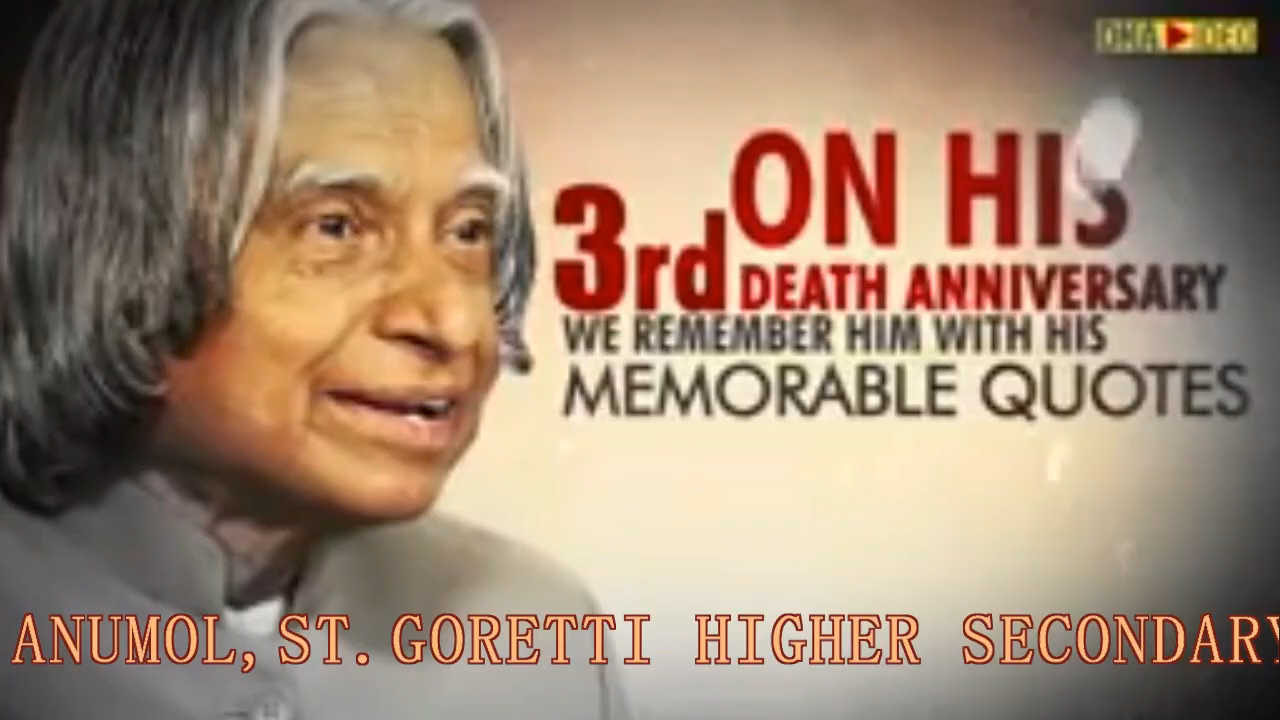 ON HIS
3rd DEATH ANNIVERSARY
WE REMEMBER HIM WITH HIS
MEMORABLE QUOTES
ANUMOL, ST. GORETTI HIGHER SECONDARY